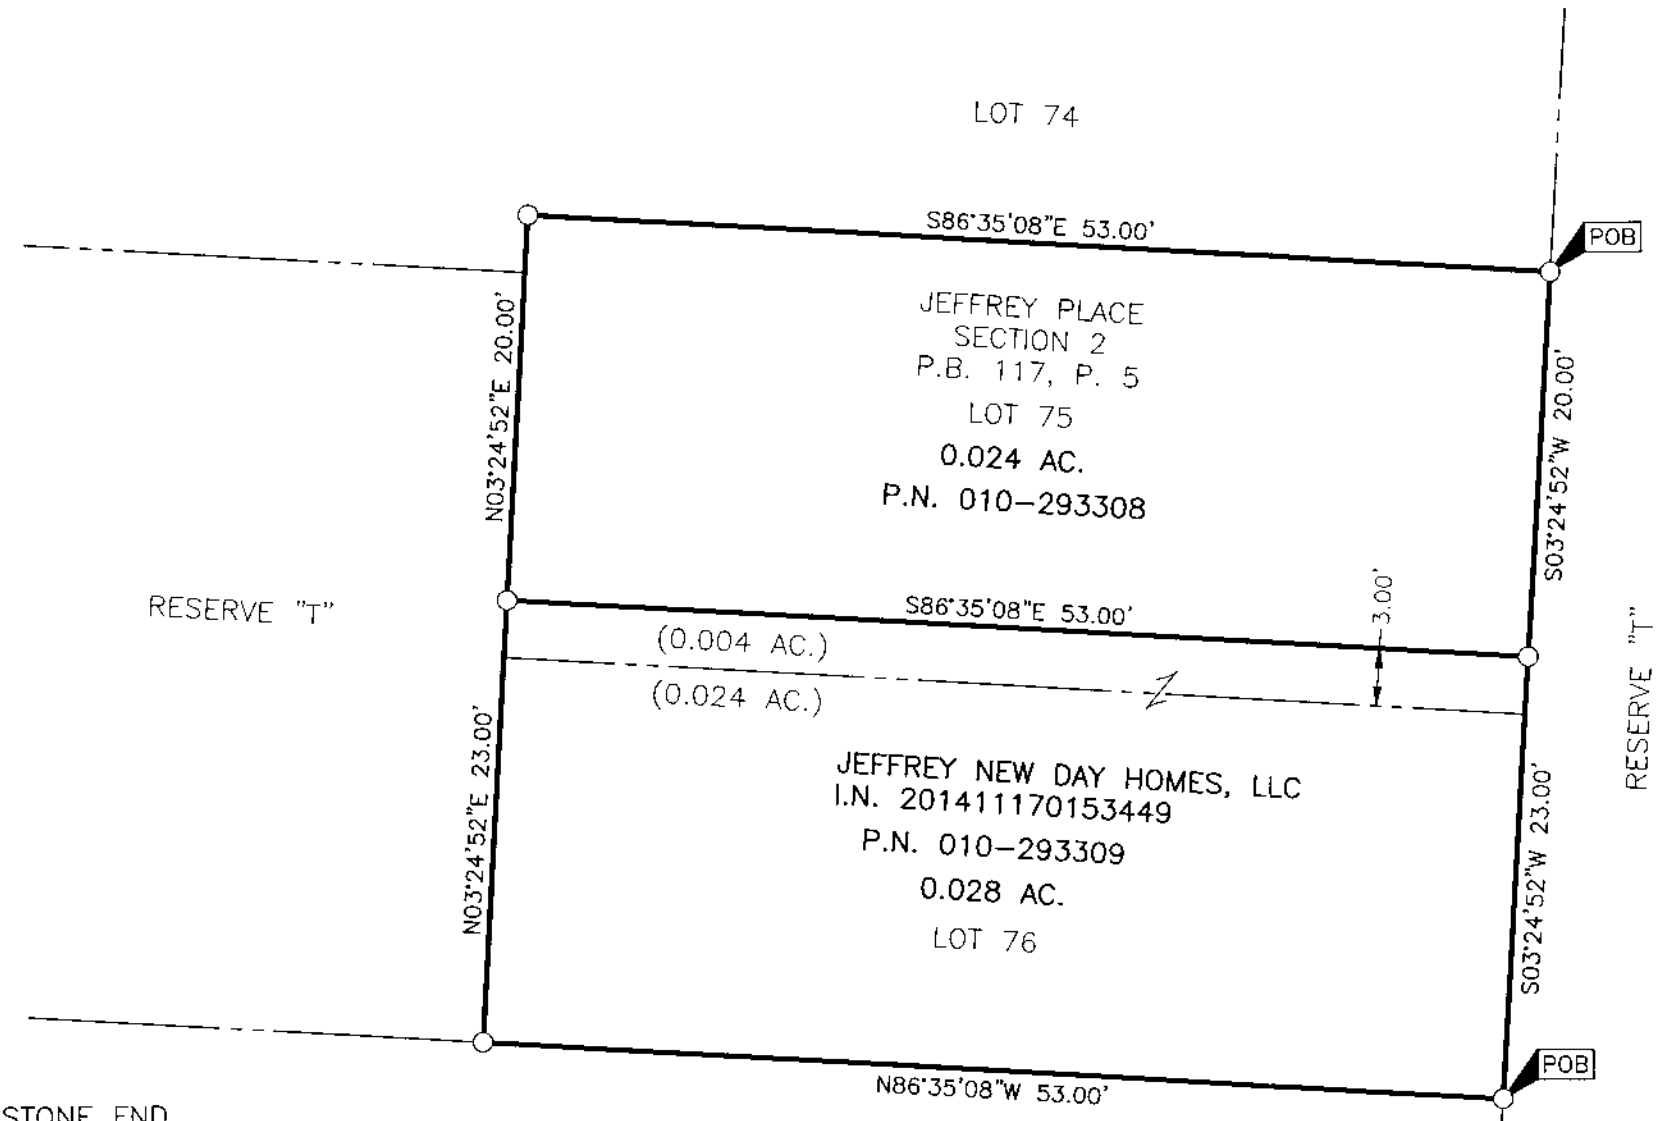 LOT 74
S86°35'08"E 53.00'
POB
JEFFREY PLACE
SECTION 2
P.B. 117, P. 5
LOT 75
0.024 AC.
P.N. 010-293308
N03°24'52"E 20.00'
S03°24'52"W 20.00'
RESERVE "T"
S86°35'08"E 53.00'
3.00'
(0.004 AC.)
(0.024 AC.)
RESERVE "T"
JEFFREY NEW DAY HOMES, LLC
I.N. 201411170153449
P.N. 010-293309
0.028 AC.
LOT 76
N03°24'52"E 23.00'
S03°24'52"W 23.00'
POB
N86°35'08"W 53.00'
STONE END